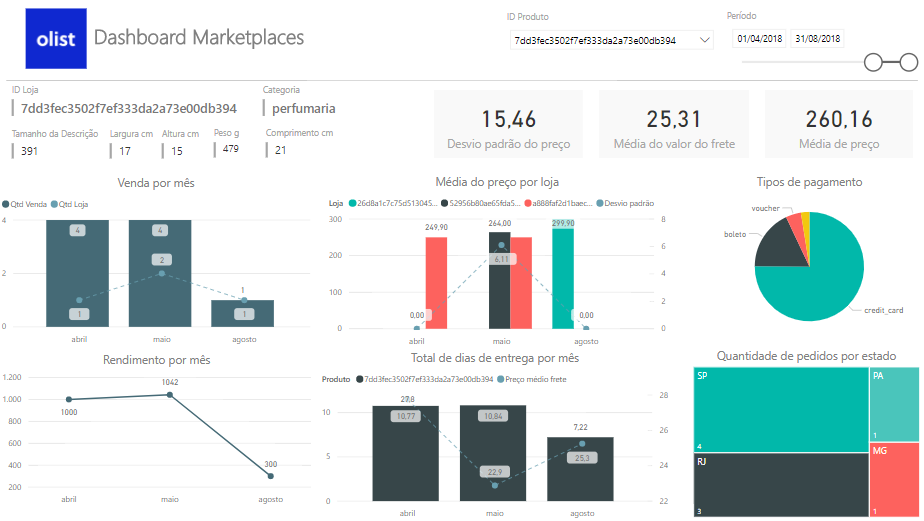 olist
Dashboard Marketplaces
ID Produto
7dd3fec3502f7ef333da2a73e00db394
Período
01/04/2018 31/08/2018
ID Loja
7dd3fec3502f7ef333da2a73e00db394
Categoria
perfumaria
Tamanho da Descrição
391
Largura cm
17
Altura cm
15
Peso g
479
Comprimento cm
21
15,46
Desvio padrão do preço
25,31
Média do valor do frete
260,16
Média de preço
Venda por mês
Qtd Venda Qtd Loja
4
2
0
4 4 1
1 2 1
abril maio agosto
Média do preço por loja
Loja 26d8a1c7c75d513045... 52956b80ae65fda5... a888faf2d1baec... Desvio padrão
300
200
100
0
249,90 264,00 299,90
0,00 6,11 0,00
8
6
4
2
0
abril maio agosto
Tipos de pagamento
voucher
boleto
credit_card
Rendimento por mês
1.200
1.000
800
600
400
200
1000 1042 300
abril maio agosto
Total de dias de entrega por mês
Produto 7dd3fec3502f7ef333da2a73e00db394 Preço médio frete
10
5
0
27,8
10,77 10,84 7,22
22,9 25,3
28
26
24
22
abril maio agosto
Quantidade de pedidos por estado
SP
4
RJ
3
PA
1
MG
1